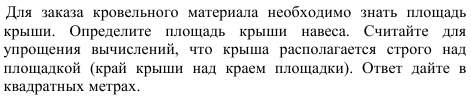 Для заказа кровельного материала необходимо знать площадь
крыши. Определите площадь крыши навеса. Считайте для
упрощения вычислений, что крыша располагается строго над
площадкой (край крыши над краем площадки). Ответ дайте в
квадратных метрах.